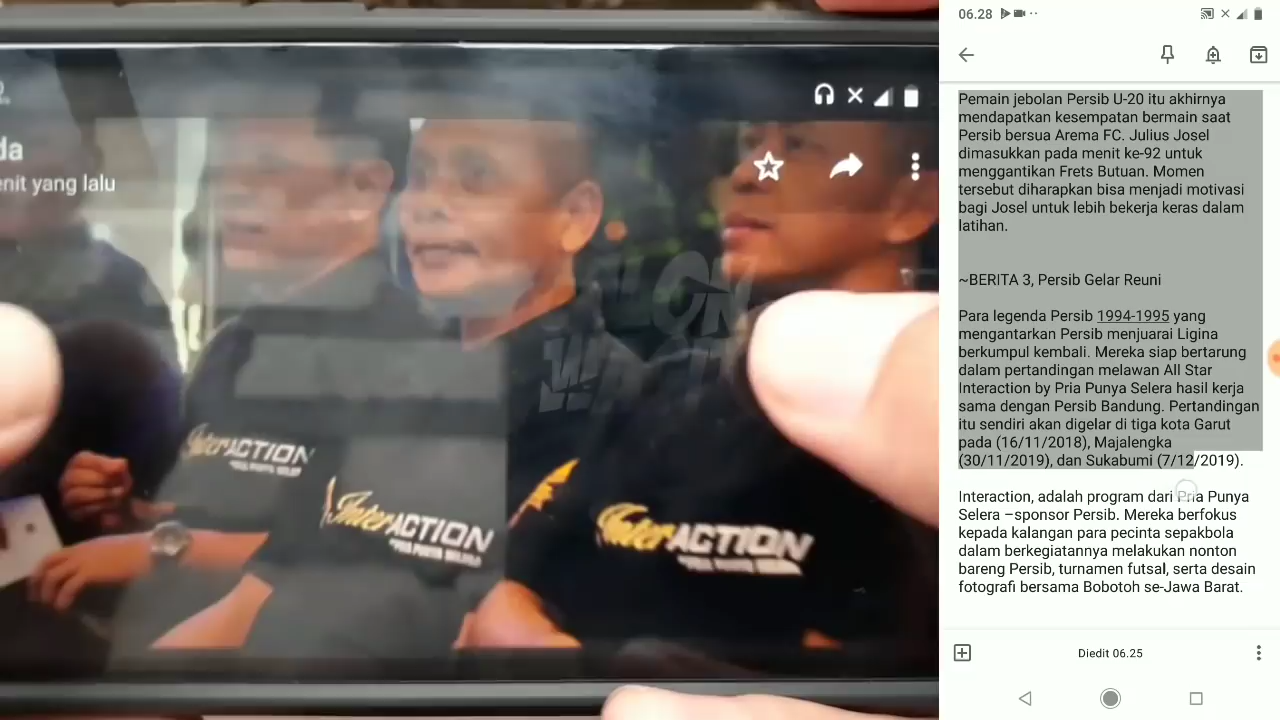 da
enit yang lalu
InterACTION
InterACTION
*PRIA PUNYA SELERA
InterACTION
*PRIA PUNYA SELERA
06.28
Pemain jebolan Persib U-20 itu akhirnya
mendapatkan kesempatan bermain saat
Persib bersua Arema FC. Julius Josel
dimasukkan pada menit ke-92 untuk
menggantikan Frets Butuan. Momen
tersebut diharapkan bisa menjadi motivasi
bagi Josel untuk lebih bekerja keras dalam
latihan.
~BERITA 3, Persib Gelar Reuni
Para legenda Persib 1994-1995 yang
mengantarkan Persib menjuarai Ligina
berkumpul kembali. Mereka siap bertarung
dalam pertandingan melawan All Star
Interaction by Pria Punya Selera hasil kerja
sama dengan Persib Bandung. Pertandingan
itu sendiri akan digelar di tiga kota Garut
pada (16/11/2018), Majalengka
(30/11/2019), dan Sukabumi (7/12/2019).
Interaction, adalah program dari Pria Punya
Selera –sponsor Persib. Mereka berfokus
kepada kalangan para pecinta sepakbola
dalam berkegiatannya melakukan nonton
bareng Persib, turnamen futsal, serta desain
fotografi bersama Bobotoh se-Jawa Barat.
Diedit 06.25